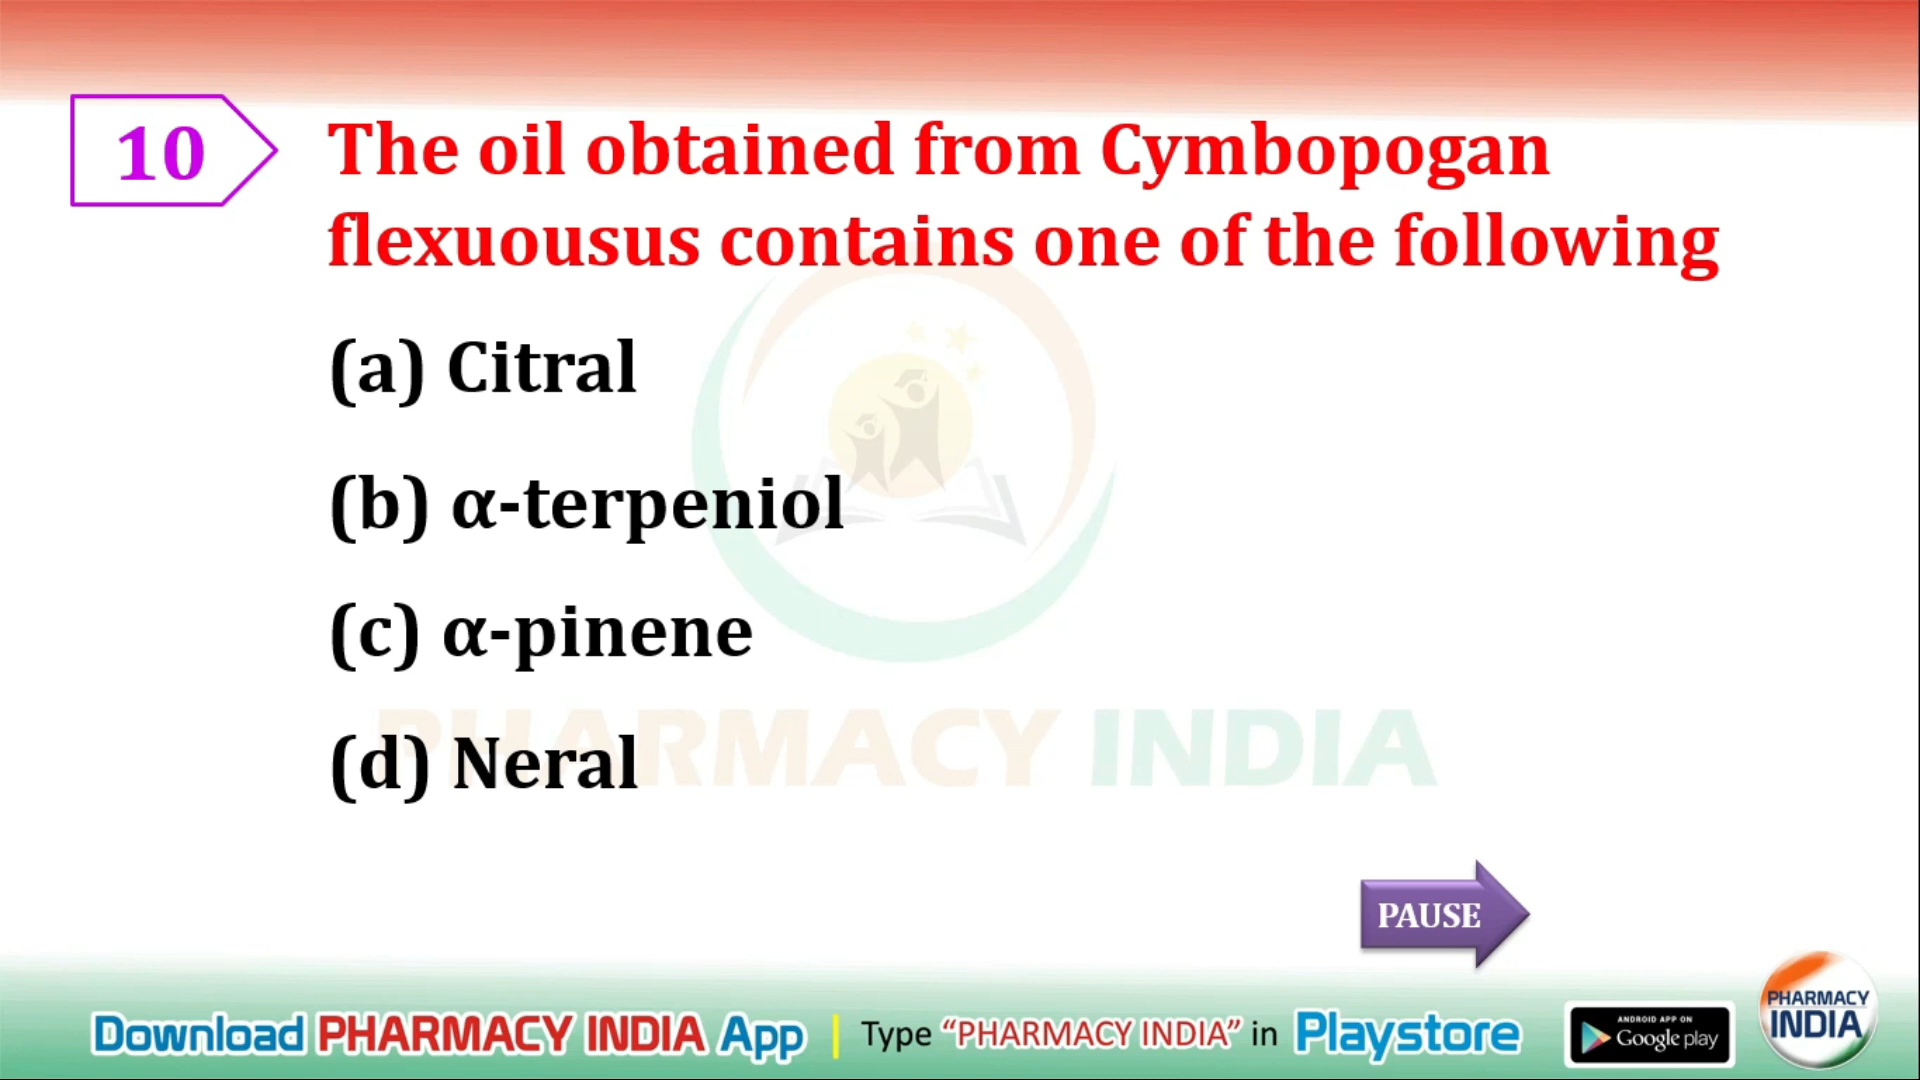 10
The oil obtained from Cymbopogan
flexuousus contains one of the following
(a) Citral
(b) α-terpeniol
(c) α-pinene
(d) Neral
PHARMACY INDIA
PAUSE
Download PHARMACY INDIA App | Type “PHARMACY INDIA” in Playstore
ANDROID APP ON
Google play
PHARMACY
INDIA